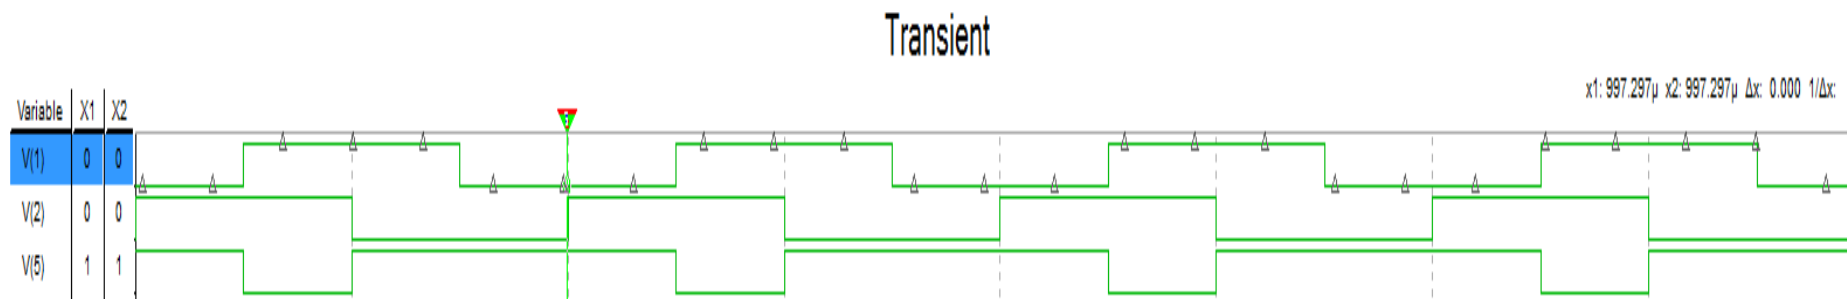 Transient
x1: 997.297µ x2: 997.297µ Δx: 0.000 1/Δx:
Variable X1 X2
V(1) 0 0
V(2) 0 0
V(5) 1 1